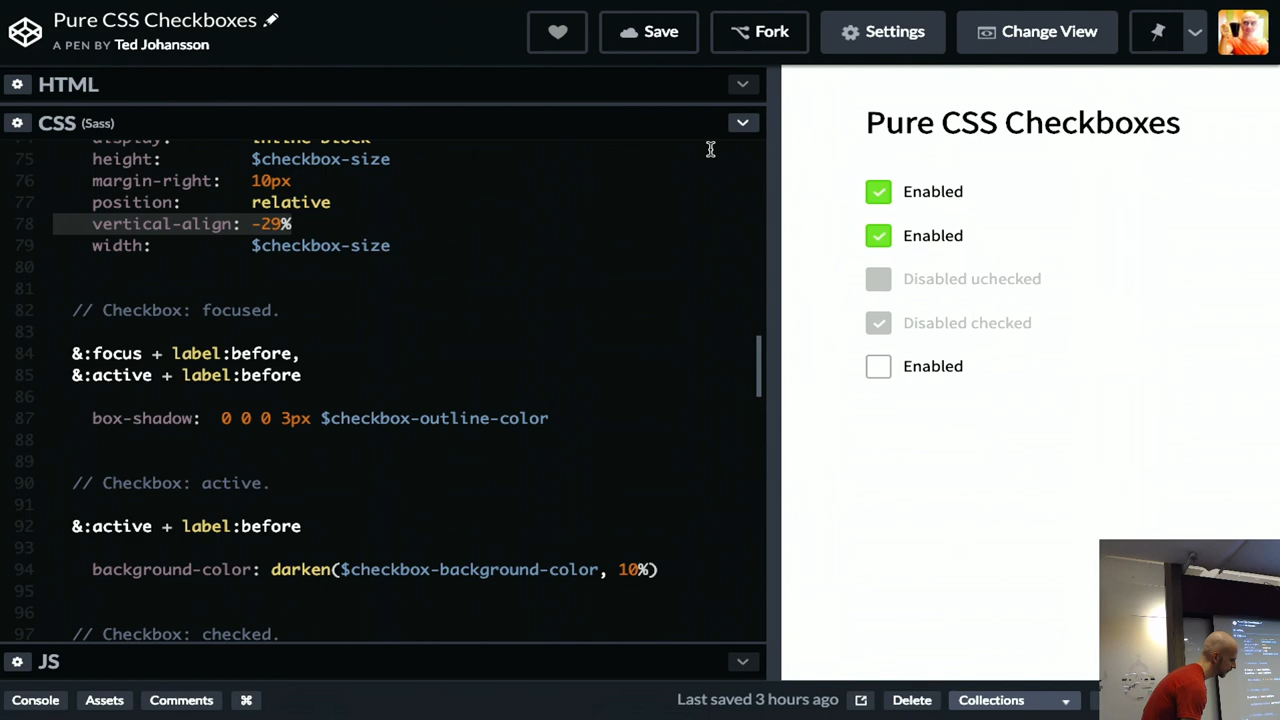 Pure CSS Checkboxes
A PEN BY Ted Johansson
Save
Fork
Settings
Change View
HTML
CSS (Sass)
75 height: $checkbox-size
76 margin-right: 10px
77 position: relative
78 vertical-align: -29%
79 width: $checkbox-size
80
81
82 // Checkbox: focused.
83
84 &:focus + label:before,
85 &:active + label:before
86
87 box-shadow: 0 0 0 3px $checkbox-outline-color
88
89
90 // Checkbox: active.
91
92 &:active + label:before
93
94 background-color: darken($checkbox-background-color, 10%)
95
96
97 // Checkbox: checked.
JS
Console
Assets
Comments
⌘
Last saved 3 hours ago
Delete
Collections
Pure CSS Checkboxes
Enabled
Enabled
Disabled uchecked
Disabled checked
Enabled